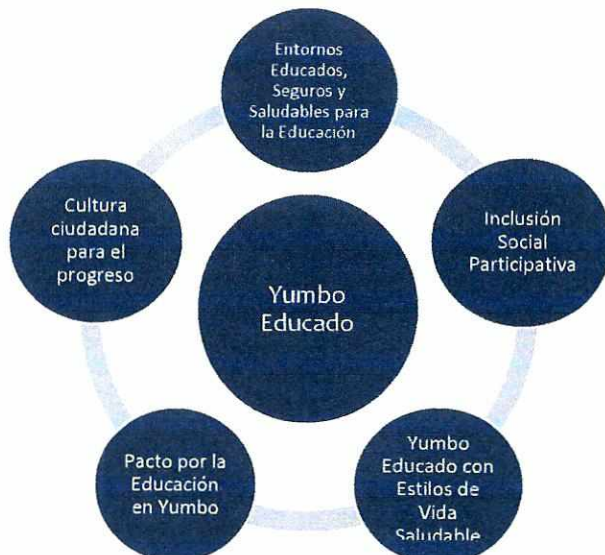 Entornos
Educados,
Seguros y
Saludables para
la Educación
Cultura
ciudadana
para el
progreso
Inclusión
Social
Participativa
Yumbo
Educado
Pacto por la
Educación
en Yumbo
Yumbo
Educado con
Estilos de
Vida
Saludable